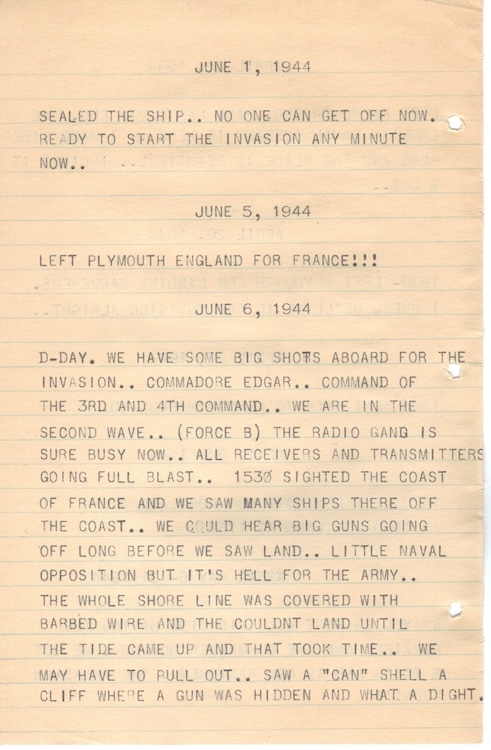 JUNE 1, 1944
SEALED THE SHIP.. NO ONE CAN GET OFF NOW.
READY TO START THE INVASION ANY MINUTE
NOW..
JUNE 5, 1944
LEFT PLYMOUTH ENGLAND FOR FRANCE!!!
JUNE 6, 1944
D-DAY. WE HAVE SOME BIG SHOTS ABOARD FOR THE
INVASION.. COMMADORE EDGAR.. COMMAND OF
THE 3RD AND 4TH COMMAND.. WE ARE IN THE
SECOND WAVE.. (FORCE B) THE RADIO GANG IS
SURE BUSY NOW.. ALL RECEIVERS AND TRANSMITTERS
GOING FULL BLAST.. 153Ø SIGHTED THE COAST
OF FRANCE AND WE SAW MANY SHIPS THERE OFF
THE COAST.. WE COULD HEAR BIG GUNS GOING
OFF LONG BEFORE WE SAW LAND.. LITTLE NAVAL
OPPOSITION BUT IT'S HELL FOR THE ARMY..
THE WHOLE SHORE LINE WAS COVERED WITH
BARBED WIRE AND THE COULDNT LAND UNTIL
THE TIDE CAME UP AND THAT TOOK TIME.. WE
MAY HAVE TO PULL OUT.. SAW A "CAN" SHELL A
CLIFF WHERE A GUN WAS HIDDEN AND WHAT A DIGHT.